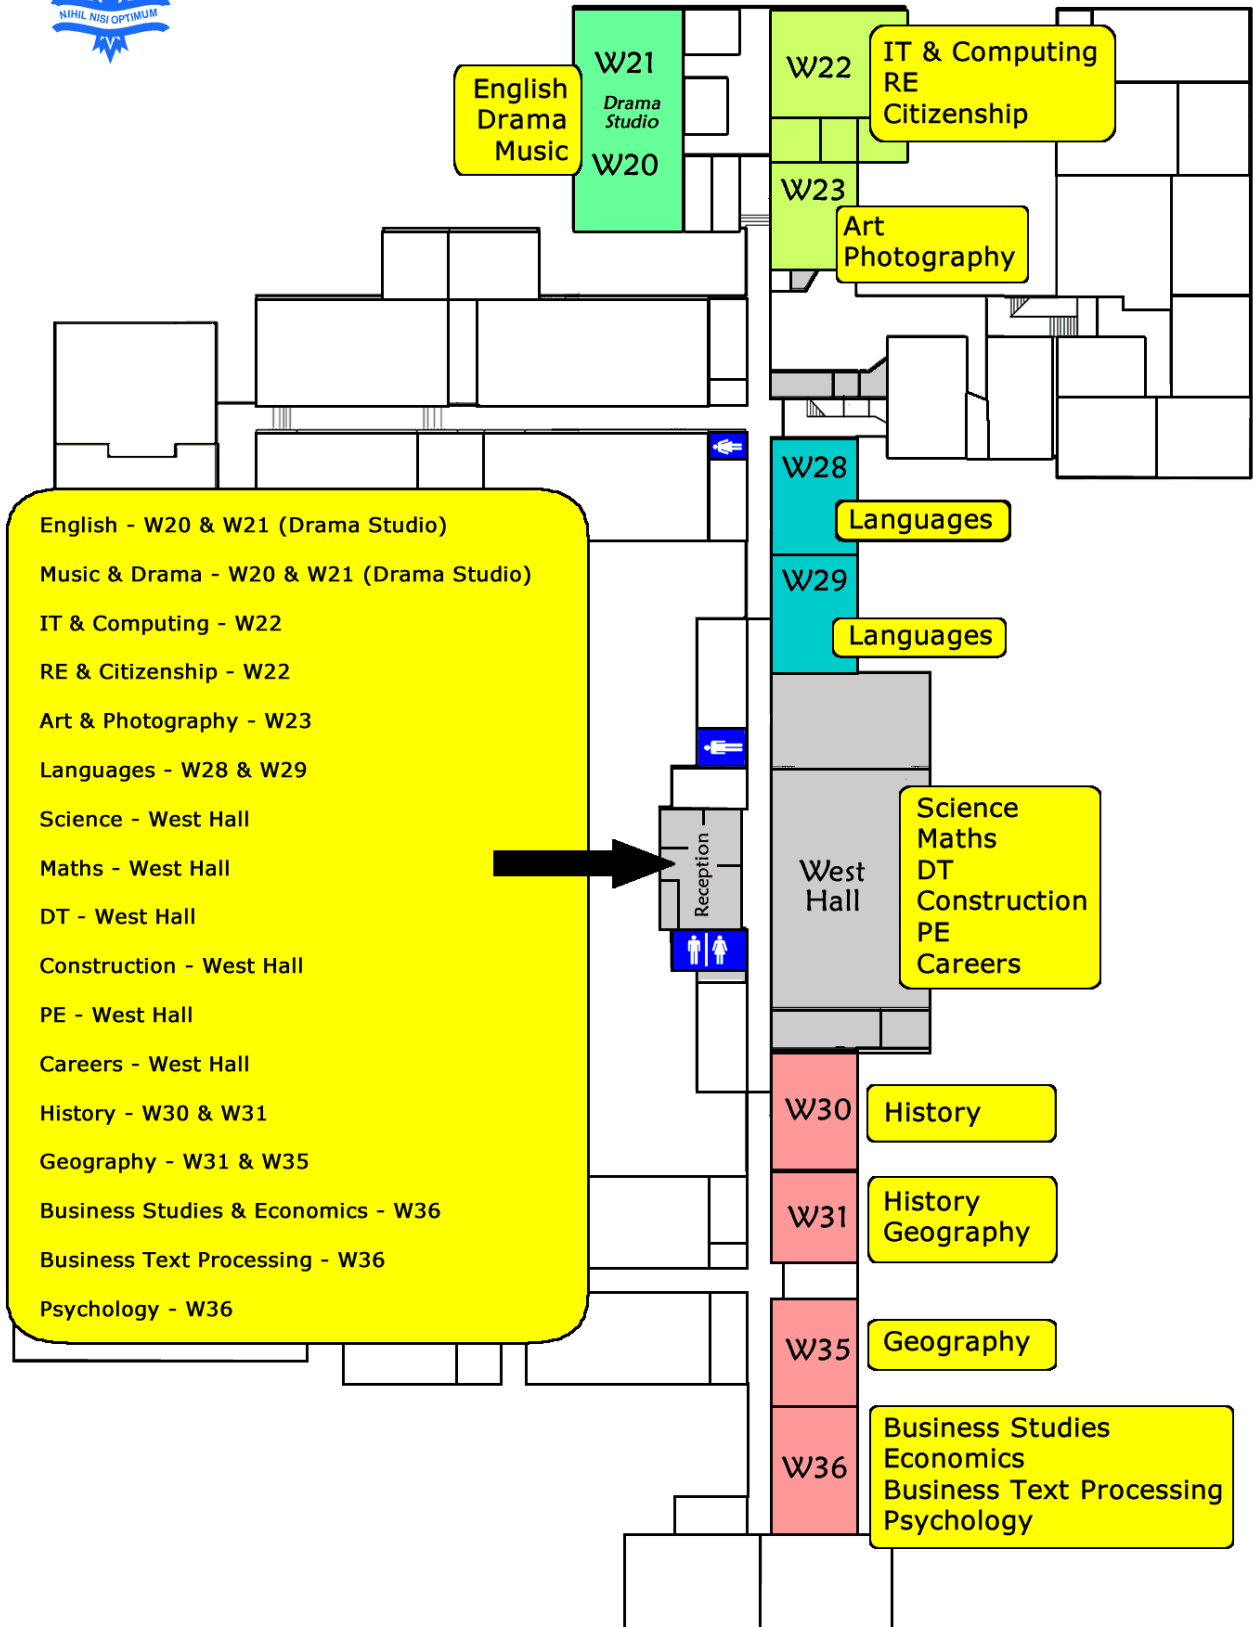 NIHIL NISI OPTIMUM
W21
Drama
Studio
W20
English
Drama
Music
W22
IT & Computing
RE
Citizenship
W23
Art
Photography
W28
Languages
W29
Languages
English - W20 & W21 (Drama Studio)
Music & Drama - W20 & W21 (Drama Studio)
IT & Computing - W22
RE & Citizenship - W22
Art & Photography - W23
Languages - W28 & W29
Science - West Hall
Maths - West Hall
DT - West Hall
Construction - West Hall
PE - West Hall
Careers - West Hall
History - W30 & W31
Geography - W31 & W35
Business Studies & Economics - W36
Business Text Processing - W36
Psychology - W36
Reception
West
Hall
Science
Maths
DT
Construction
PE
Careers
W30
History
W31
History
Geography
W35
Geography
W36
Business Studies
Economics
Business Text Processing
Psychology